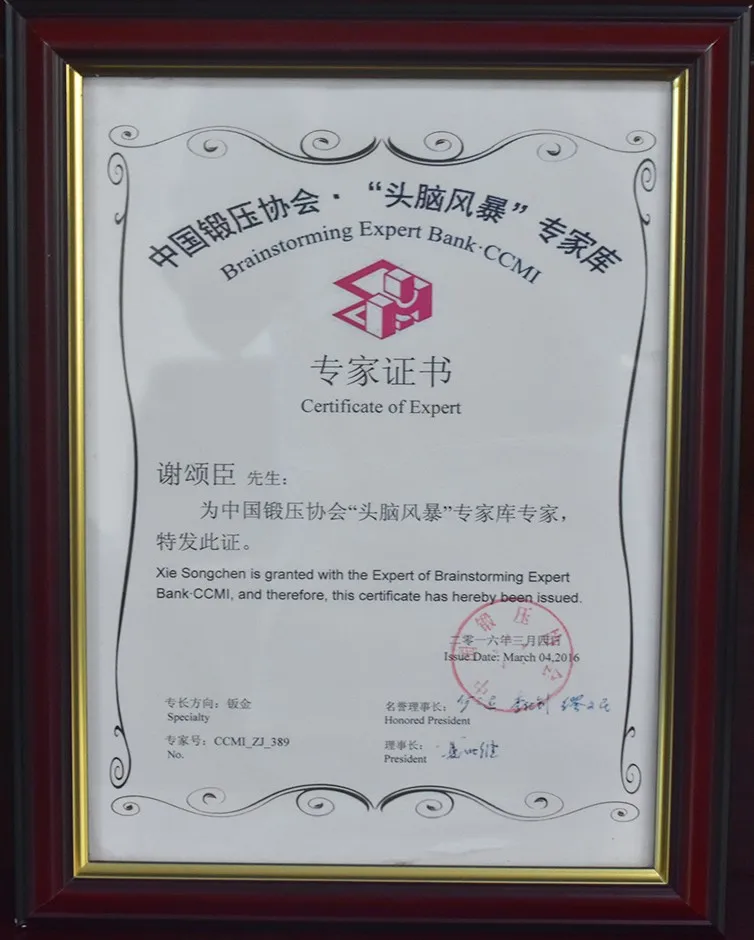 中国锻压协会·“头脑风暴”专家库
Brainstorming Expert Bank·CCMI
专家证书
Certificate of Expert
谢颂臣 先生：
为中国锻压协会“头脑风暴”专家库专家，
特发此证。
Xie Songchen is granted with the Expert of Brainstorming Expert
Bank·CCMI, and therefore, this certificate has hereby been issued.
二零一六年三月四日
Issue Date: March 04,2016
专长方向：钣金
Specialty
专家号：CCMI_ZJ_389
No.
名誉理事长：
Honored President
理事长：
President